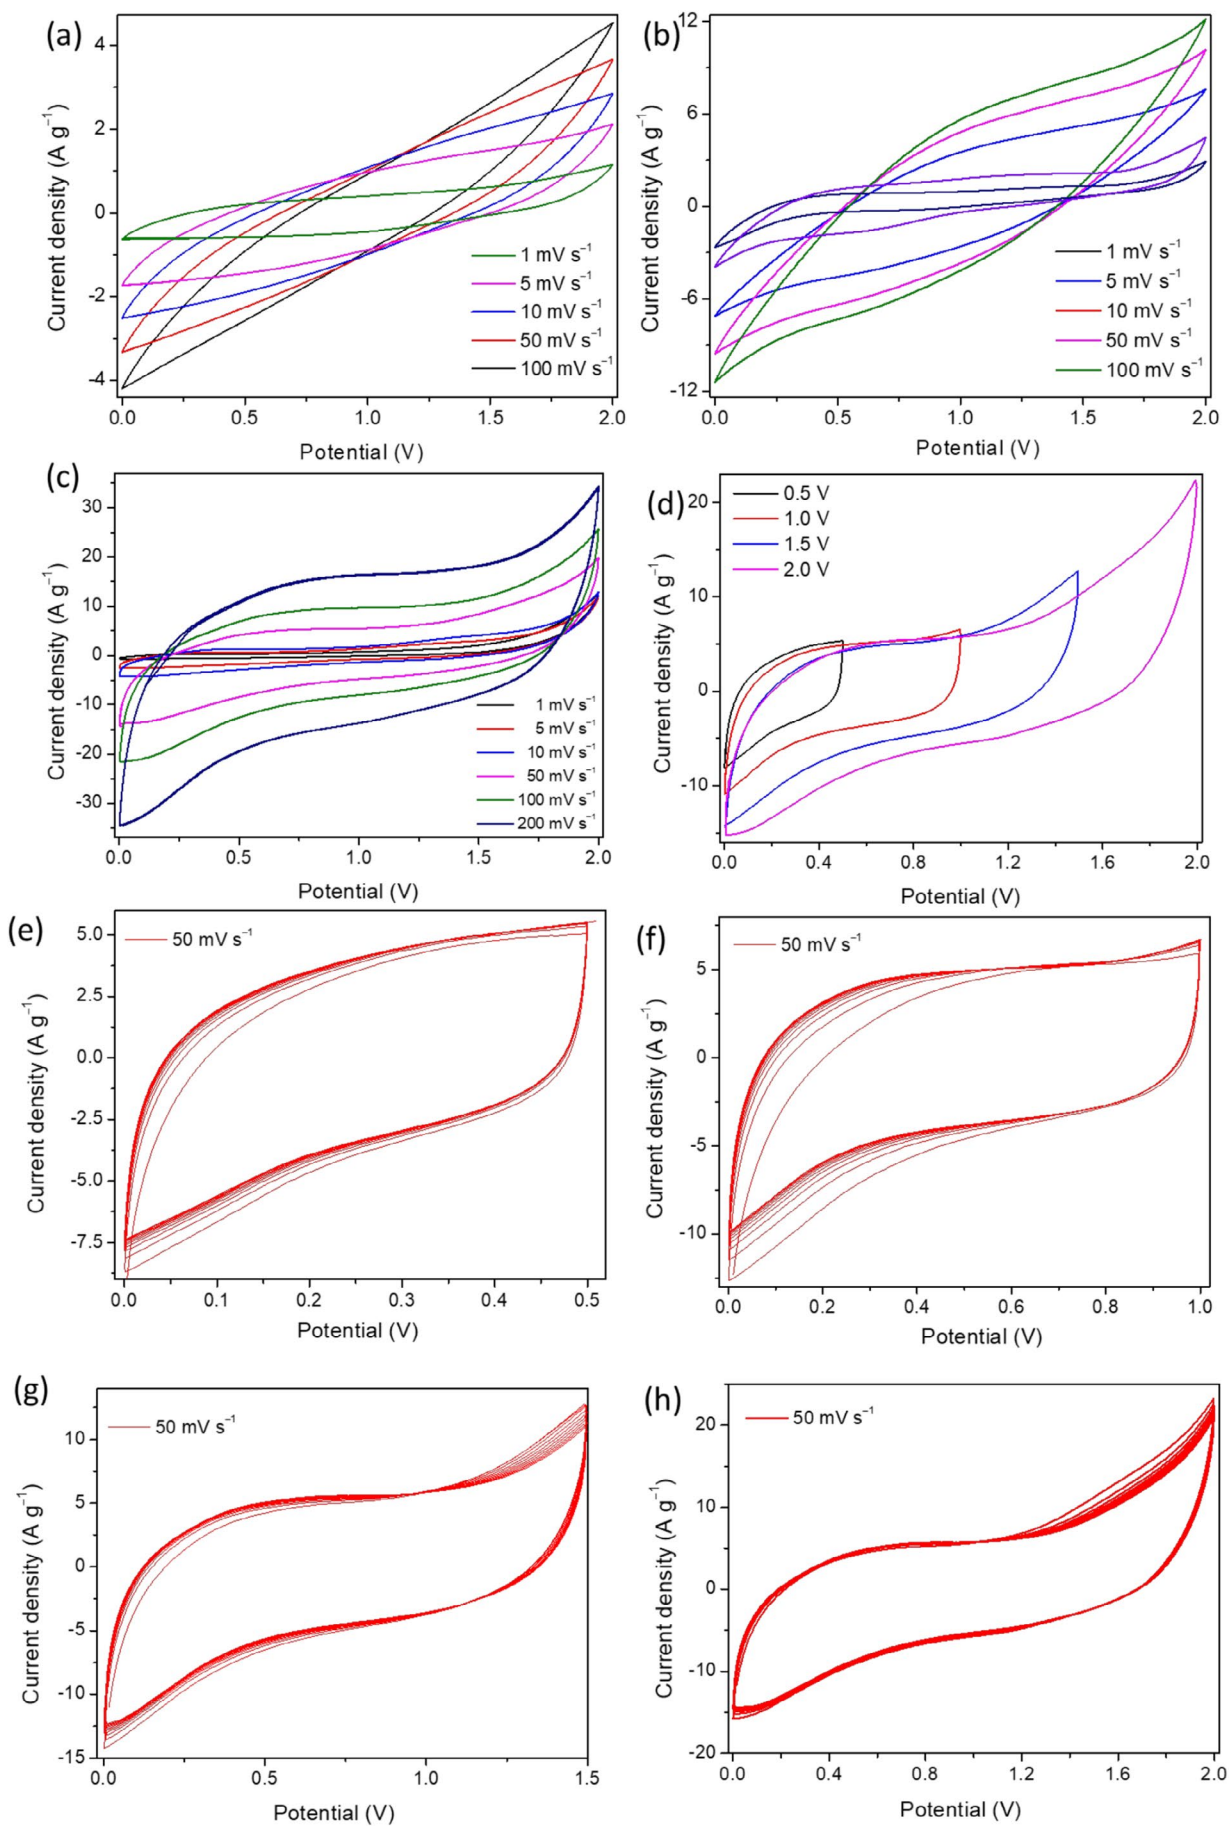 (a)
4
2
0
-2
-4
Current density (A g⁻¹)
1 mV s⁻¹
5 mV s⁻¹
10 mV s⁻¹
50 mV s⁻¹
100 mV s⁻¹
0.0 0.5 1.0 1.5 2.0
Potential (V)
(b)
12
6
0
-6
-12
Current density (A g⁻¹)
1 mV s⁻¹
5 mV s⁻¹
10 mV s⁻¹
50 mV s⁻¹
100 mV s⁻¹
0.0 0.5 1.0 1.5 2.0
Potential (V)
(c)
30
20
10
0
-10
-20
-30
Current density (A g⁻¹)
1 mV s⁻¹
5 mV s⁻¹
10 mV s⁻¹
50 mV s⁻¹
100 mV s⁻¹
200 mV s⁻¹
0.0 0.5 1.0 1.5 2.0
Potential (V)
(d)
20
10
0
-10
Current density (A g⁻¹)
0.5 V
1.0 V
1.5 V
2.0 V
0.0 0.4 0.8 1.2 1.6 2.0
Potential (V)
(e)
5.0
2.5
0.0
-2.5
-5.0
-7.5
Current density (A g⁻¹)
50 mV s⁻¹
0.0 0.1 0.2 0.3 0.4 0.5
Potential (V)
(f)
5
0
-5
-10
Current density (A g⁻¹)
50 mV s⁻¹
0.0 0.2 0.4 0.6 0.8 1.0
Potential (V)
(g)
10
5
0
-5
-10
-15
Current density (A g⁻¹)
50 mV s⁻¹
0.0 0.5 1.0 1.5
Potential (V)
(h)
20
10
0
-10
-20
Current density (A g⁻¹)
50 mV s⁻¹
0.0 0.4 0.8 1.2 1.6 2.0
Potential (V)